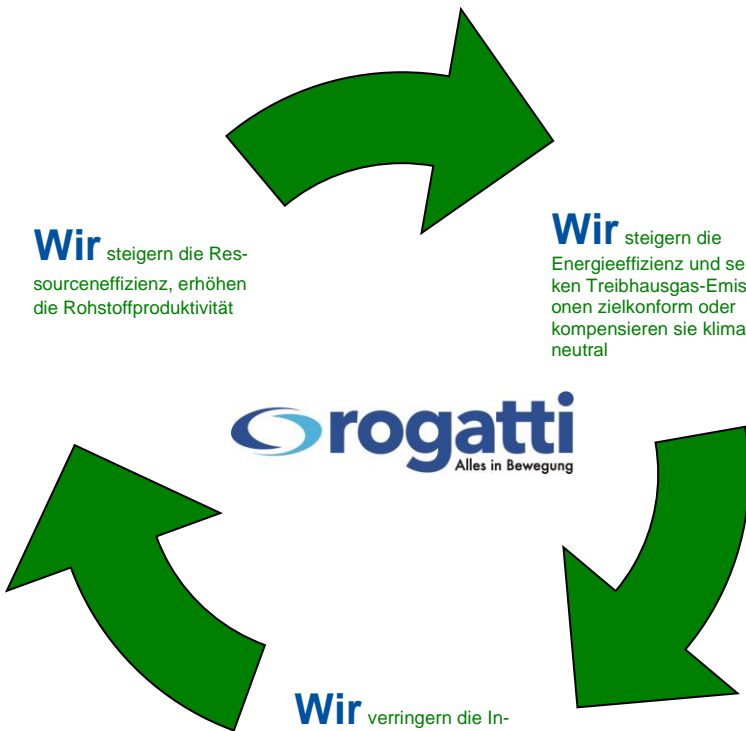 Wir steigern die Res-
sourceneffizienz, erhöhen
die Rohstoffproduktivität
Wir steigern die
Energieeffizienz und se
ken Treibhausgas-Emis
onen zielkonform oder
kompensieren sie klima
neutral
rogatti
Alles in Bewegung
Wir verringern die In-